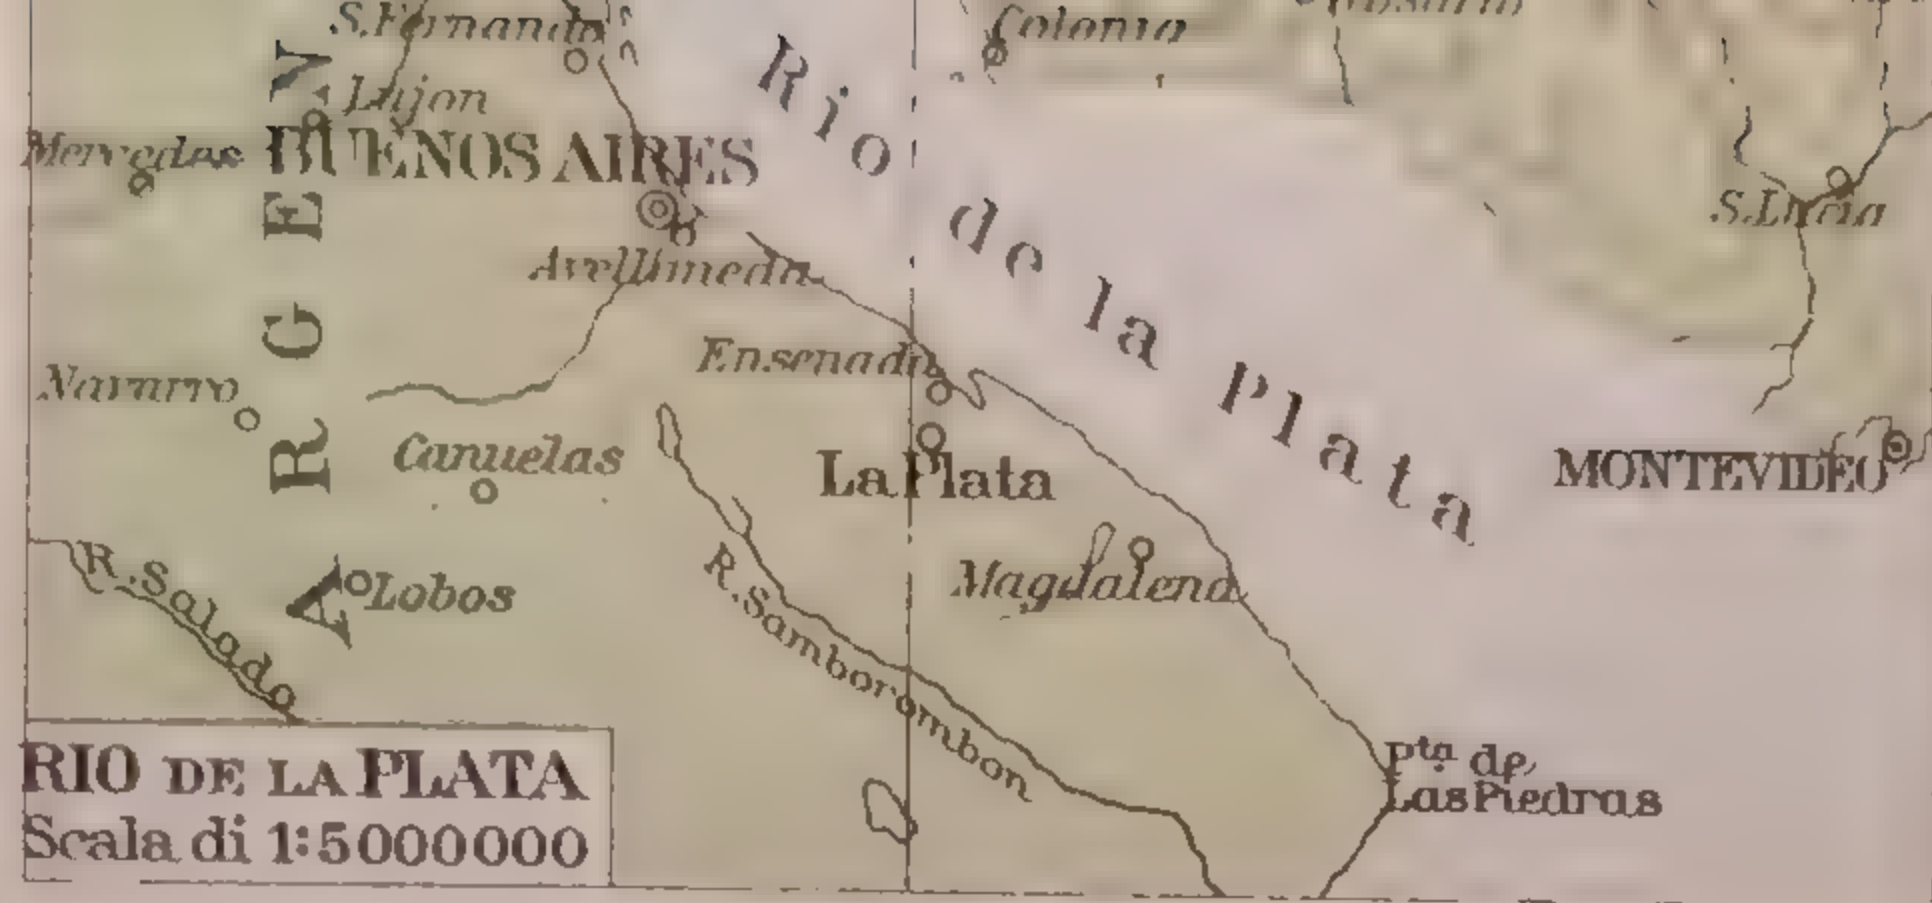 S.Fernando
Colonia
Lujon
Rio de la Plata
Mercedes
BUENOS AIRES
S.Lucia
Avellaneda
Ensenada
Navarro
Canuelas
La Plata
MONTEVIDEO
Magdalena
Lobos
R.Salado
R.Samborombon
Pta. de
Las Piedras
RIO DE LA PLATA
Scala di 1:5000000